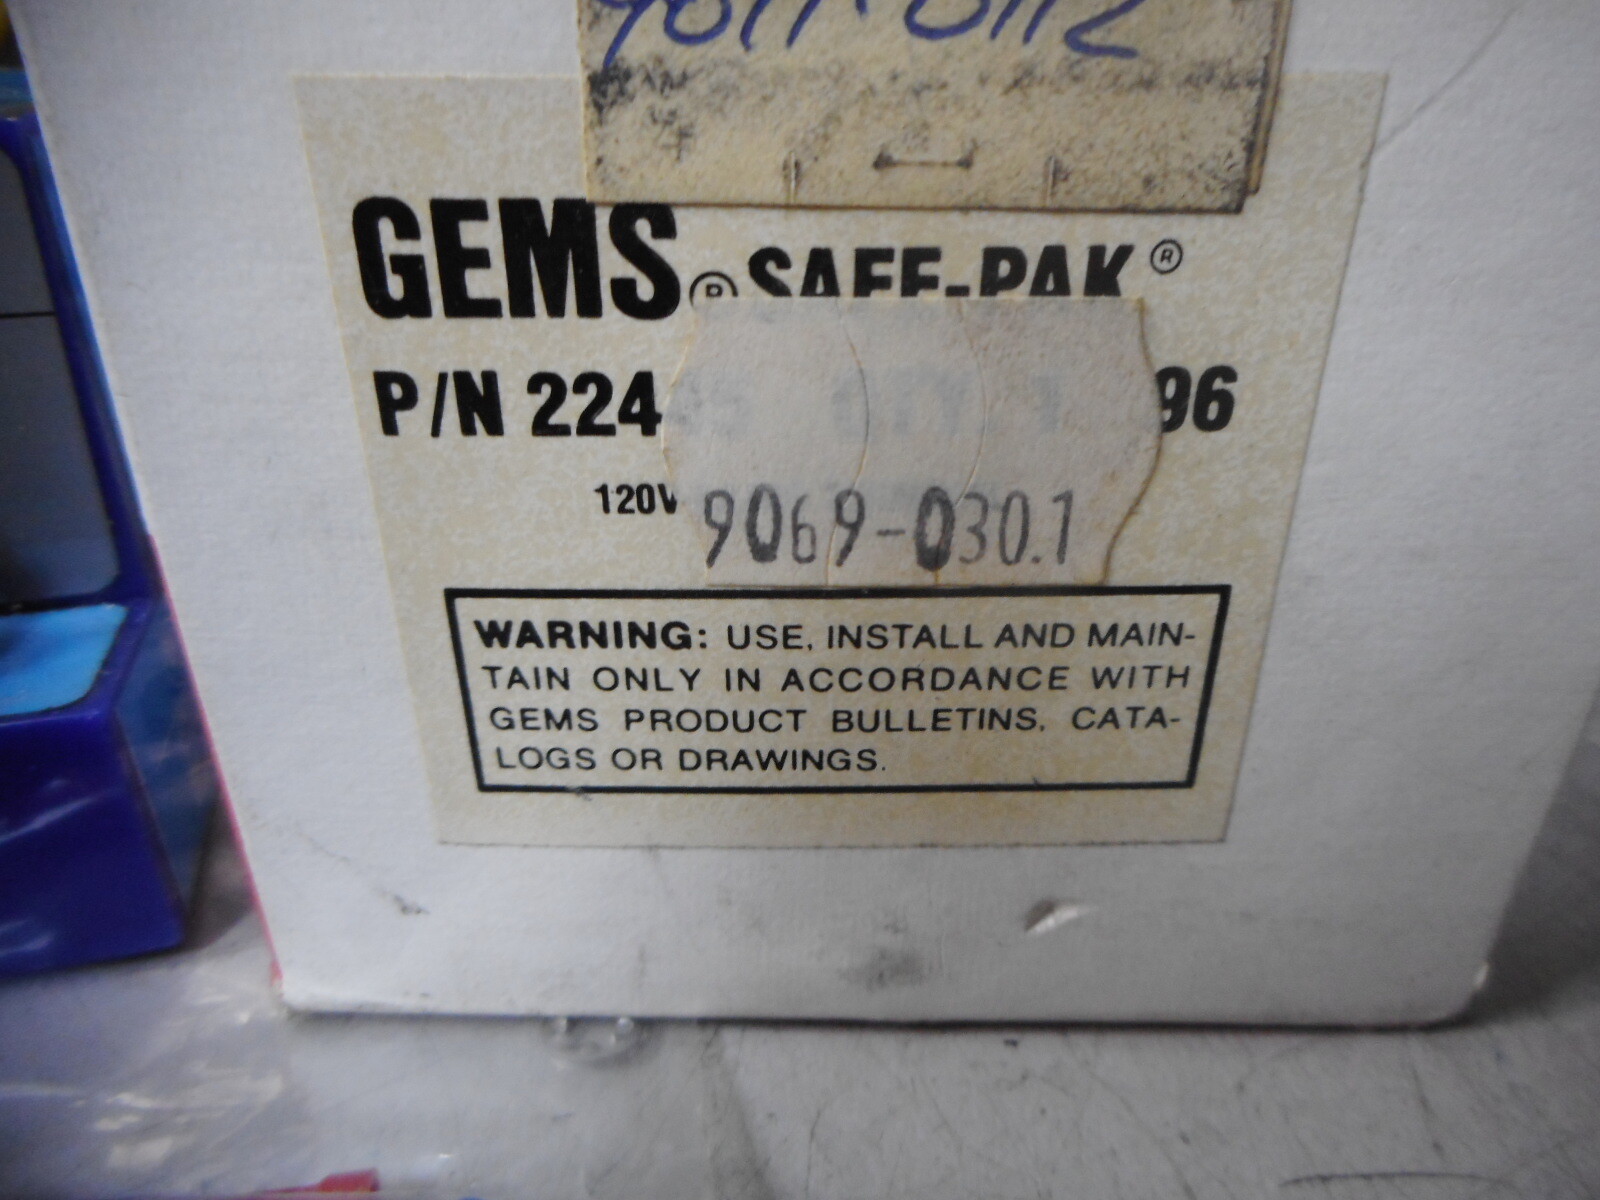 GEMS® SAFE-PAK®
P/N 224 96
120V
9069-030.1
WARNING: USE, INSTALL AND MAIN-
TAIN ONLY IN ACCORDANCE WITH
GEMS PRODUCT BULLETINS, CATA-
LOGS OR DRAWINGS.